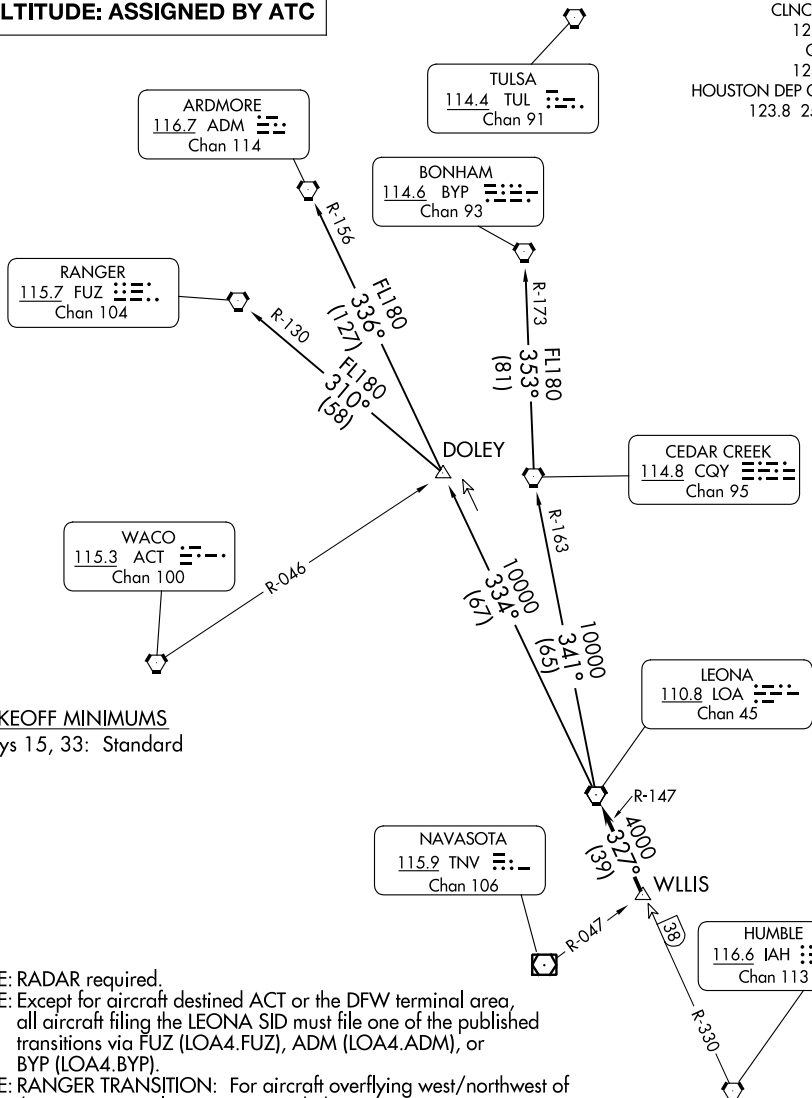 LTITUDE: ASSIGNED BY ATC
CLNC
12
12
HOUSTON DEP
123.8
TULSA
114.4 TUL
Chan 91
ARDMORE
116.7 ADM
Chan 114
BONHAM
114.6 BYP
Chan 93
RANGER
115.7 FUZ
Chan 104
R-156
R-130
R-173
FL180
336°
(127)
FL180
310°
(58)
FL180
353°
(81)
DOLEY
CEDAR CREEK
114.8 CQY
Chan 95
WACO
115.3 ACT
Chan 100
R-046
R-163
10000
334°
(67)
10000
341°
(65)
LEONA
110.8 LOA
Chan 45
KEOFF MINIMUMS
ys 15, 33: Standard
R-147
4000
327°
(39)
NAVASOTA
115.9 TNV
Chan 106
WLLIS
R-047
38
HUMBLE
116.6 IAH
Chan 113
R-330
E: RADAR required.
E: Except for aircraft destined ACT or the DFW terminal area,
all aircraft filing the LEONA SID must file one of the published
transitions via FUZ (LOA4.FUZ), ADM (LOA4.ADM), or
BYP (LOA4.BYP).
E: RANGER TRANSITION: For aircraft overflying west/northwest of